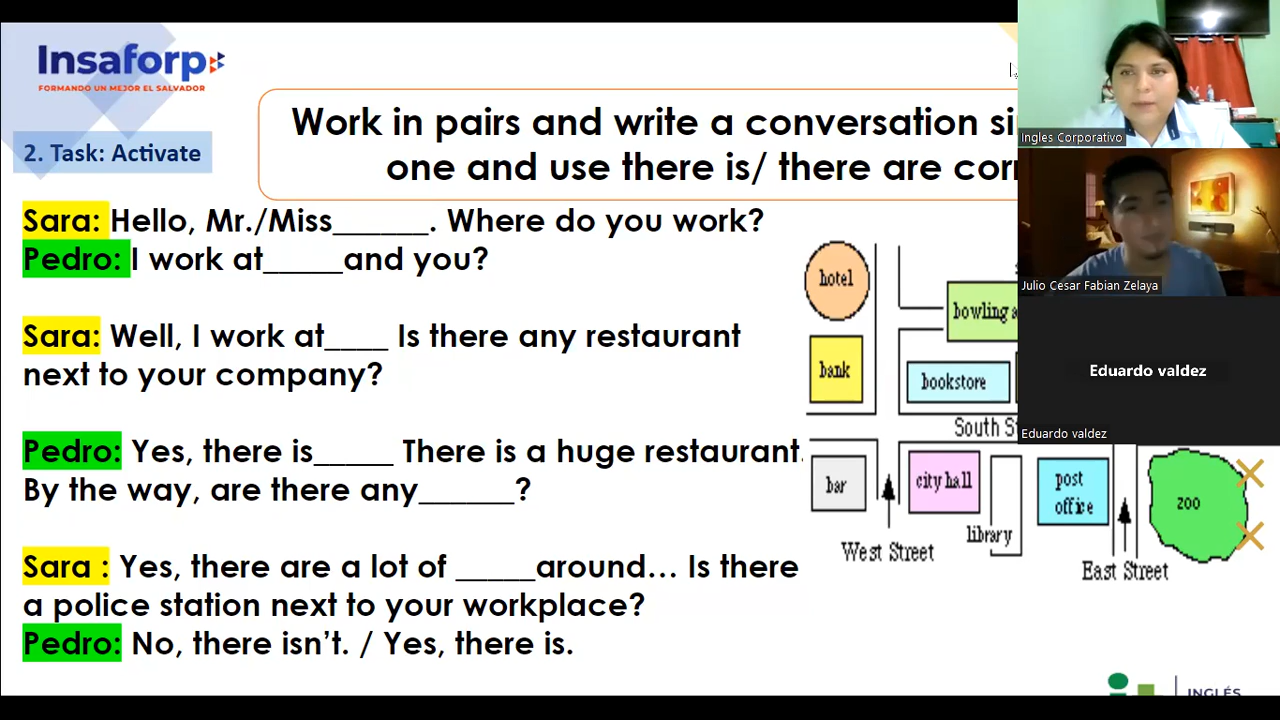 Insaforp
FORMANDO UN MEJOR EL SALVADOR
2. Task: Activate
Work in pairs and write a conversation si
one and use there is/ there are cor
Sara: Hello, Mr./Miss______. Where do you work?
Pedro: I work at_____and you?
Sara: Well, I work at____ Is there any restaurant
next to your company?
Pedro: Yes, there is_____ There is a huge restaurant.
By the way, are there any______?
Sara : Yes, there are a lot of _____around… Is there
a police station next to your workplace?
Pedro: No, there isn’t. / Yes, there is.
hotel
bowling a
bank
bookstore
South St
bar
city hall
library
post
office
zoo
West Street
East Street
Ingles Corporativo
Julio Cesar Fabian Zelaya
Eduardo valdez
Eduardo valdez
INGLÉS